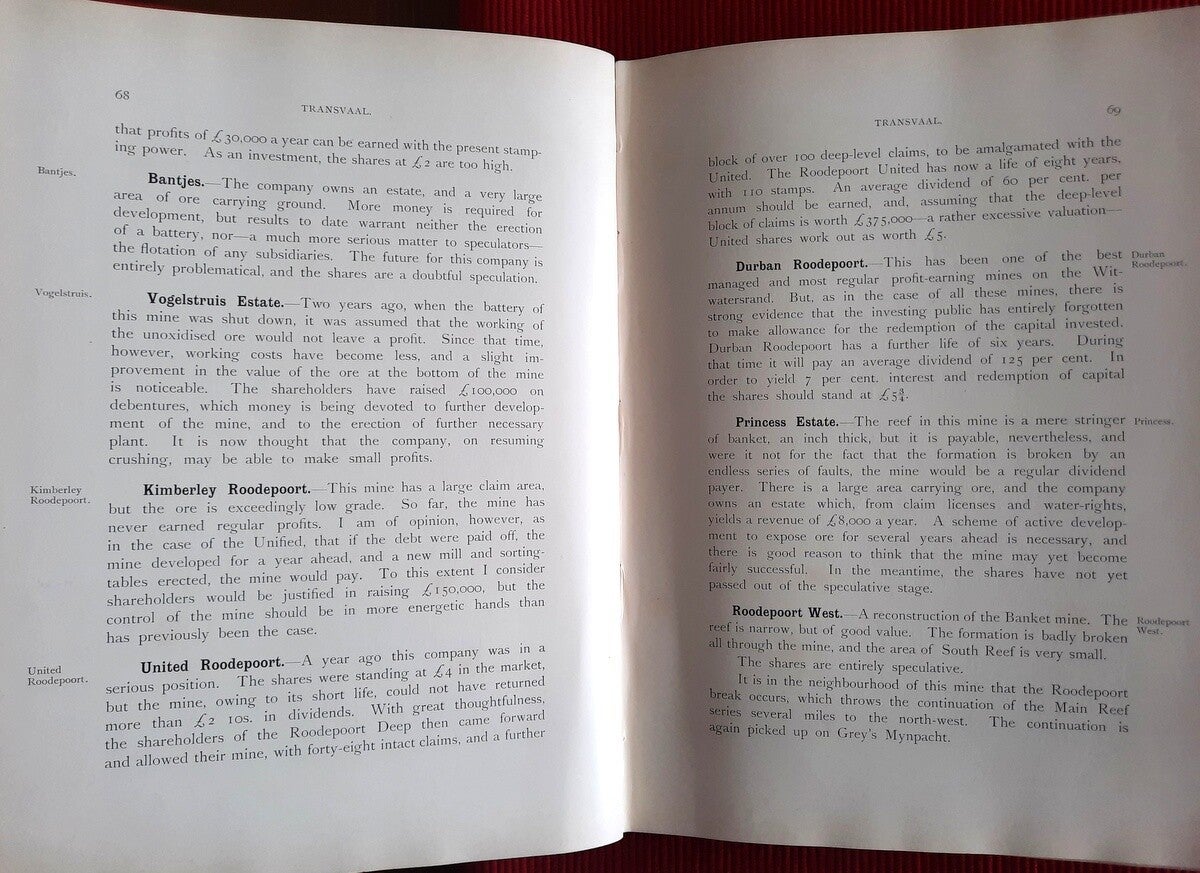 68
TRANSVAAL.
that profits of £30,000 a year can be earned with the present stamp-
ing power. As an investment, the shares at £2 are too high.
Bantjes.
Bantjes.—The company owns an estate, and a very large
area of ore carrying ground. More money is required for
development, but results to date warrant neither the erection
of a battery, nor—a much more serious matter to speculators—
the flotation of any subsidiaries. The future for this company is
entirely problematical, and the shares are a doubtful speculation.
Vogelstruis.
Vogelstruis Estate.—Two years ago, when the battery of
this mine was shut down, it was assumed that the working of
the unoxidised ore would not leave a profit. Since that time,
however, working costs have become less, and a slight im-
provement in the value of the ore at the bottom of the mine
is noticeable. The shareholders have raised £100,000 on
debentures, which money is being devoted to further develop-
ment of the mine, and to the erection of further necessary
plant. It is now thought that the company, on resuming
crushing, may be able to make small profits.
Kimberley
Roodepoort.
Kimberley Roodepoort.—This mine has a large claim area,
but the ore is exceedingly low grade. So far, the mine has
never earned regular profits. I am of opinion, however, as
in the case of the Unified, that if the debt were paid off, the
mine developed for a year ahead, and a new mill and sorting-
tables erected, the mine would pay. To this extent I consider
shareholders would be justified in raising £150,000, but the
control of the mine should be in more energetic hands than
has previously been the case.
United
Roodepoort.
United Roodepoort.—A year ago this company was in a
serious position. The shares were standing at £4 in the market,
but the mine, owing to its short life, could not have returned
more than £2 10s. in dividends. With great thoughtfulness,
the shareholders of the Roodepoort Deep then came forward
and allowed their mine, with forty-eight intact claims, and a further
69
TRANSVAAL.
block of over 100 deep-level claims, to be amalgamated with the
United. The Roodepoort United has now a life of eight years,
with 110 stamps. An average dividend of 60 per cent. per
annum should be earned, and, assuming that the deep-level
block of claims is worth £375,000—a rather excessive valuation—
United shares work out as worth £5.
Durban Roodepoort.—This has been one of the best
managed and most regular profit-earning mines on the Wit-
watersrand. But, as in the case of all these mines, there is
strong evidence that the investing public has entirely forgotten
to make allowance for the redemption of the capital invested.
Durban Roodepoort has a further life of six years. During
that time it will pay an average dividend of 125 per cent. In
order to yield 7 per cent. interest and redemption of capital
the shares should stand at £5¾.
Durban
Roodepoort.
Princess Estate.—The reef in this mine is a mere stringer
of banket, an inch thick, but it is payable, nevertheless, and
were it not for the fact that the formation is broken by an
endless series of faults, the mine would be a regular dividend
payer. There is a large area carrying ore, and the company
owns an estate which, from claim licenses and water-rights,
yields a revenue of £8,000 a year. A scheme of active develop-
ment to expose ore for several years ahead is necessary, and
there is good reason to think that the mine may yet become
fairly successful. In the meantime, the shares have not yet
passed out of the speculative stage.
Princess.
Roodepoort West.—A reconstruction of the Banket mine. The
reef is narrow, but of good value. The formation is badly broken
all through the mine, and the area of South Reef is very small.
Roodepoort
West.
The shares are entirely speculative.
It is in the neighbourhood of this mine that the Roodepoort
break occurs, which throws the continuation of the Main Reef
series several miles to the north-west. The continuation is
again picked up on Grey's Mynpacht.